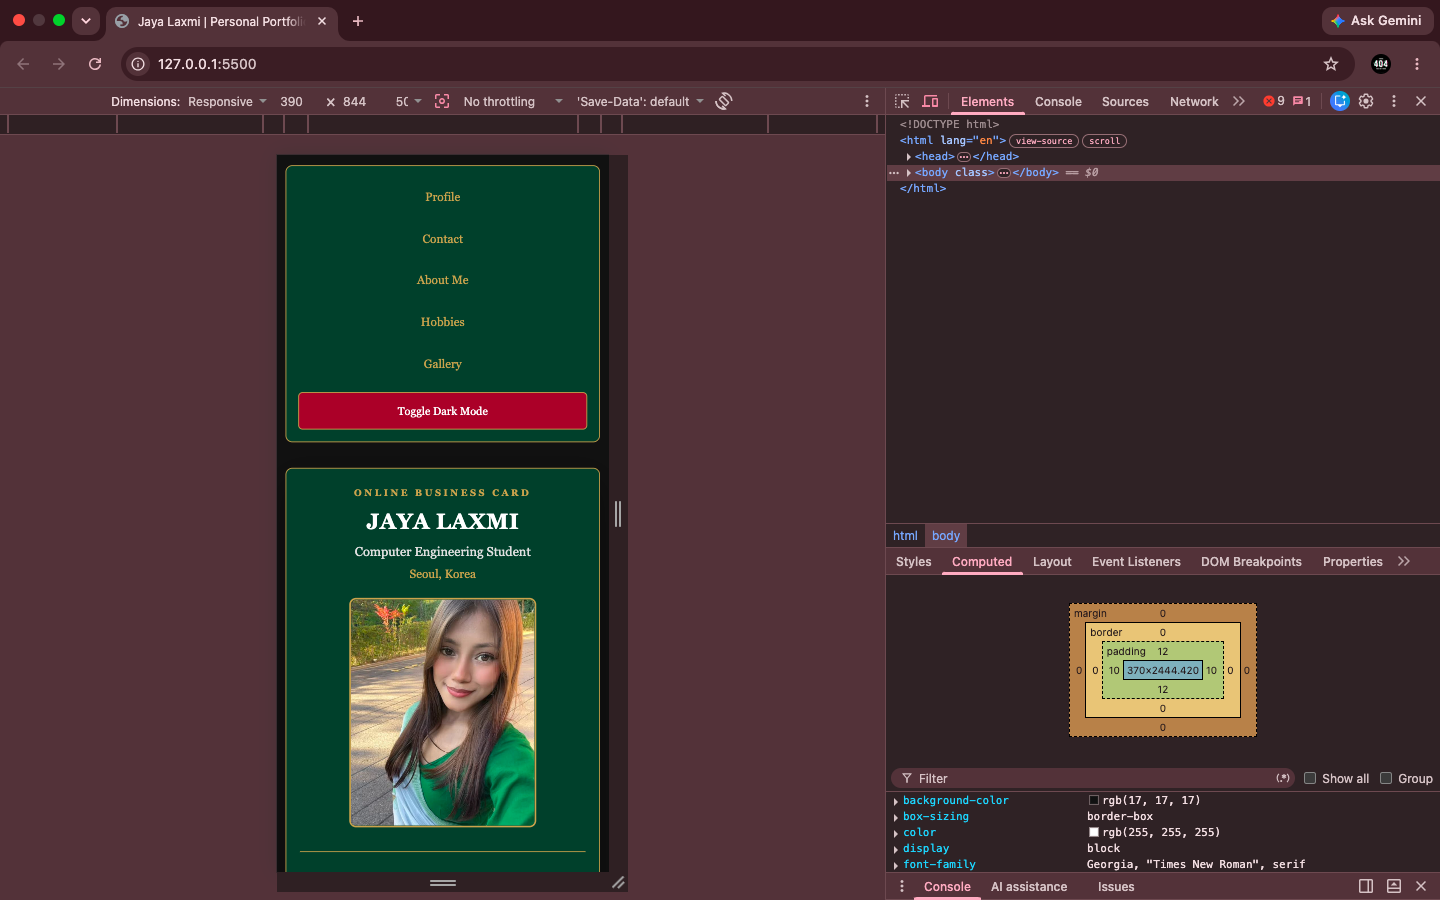 Jaya Laxmi | Personal Portfoli
Ask Gemini
127.0.0.1:5500
404
Dimensions: Responsive 390 × 844 50 No throttling 'Save-Data': default
Elements Console Sources Network 9 1
<!DOCTYPE html>
<html lang="en"> view-source scroll
<head> ⋯ </head>
⋯ <body class> ⋯ </body> == $0
</html>
Profile
Contact
About Me
Hobbies
Gallery
Toggle Dark Mode
ONLINE BUSINESS CARD
JAYA LAXMI
Computer Engineering Student
Seoul, Korea
html body
Styles Computed Layout Event Listeners DOM Breakpoints Properties
margin 0
border 0
padding 12
0 0 10 370×2444.420 10 0 0
12
0
0
Filter (.*) Show all Group
background-color rgb(17, 17, 17)
box-sizing border-box
color rgb(255, 255, 255)
display block
font-family Georgia, "Times New Roman", serif
Console AI assistance Issues